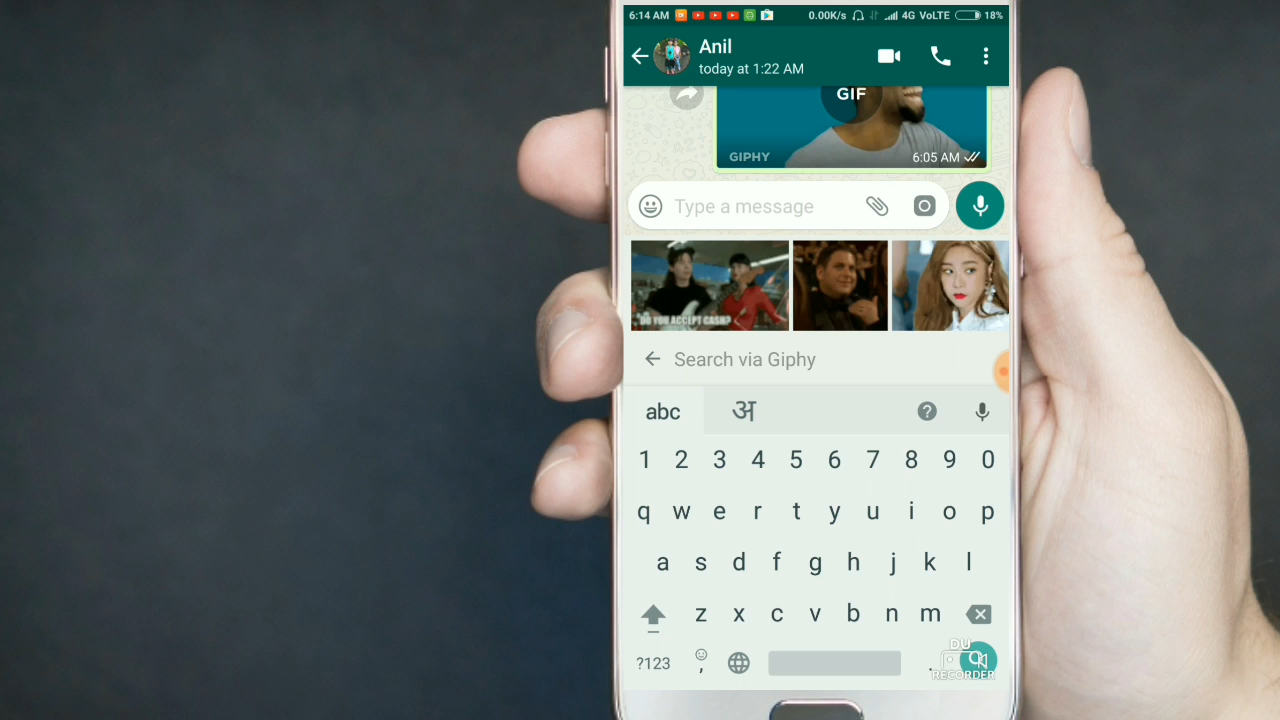 6:14 AM 0.00K/s 4G VoLTE 18%
Anil
today at 1:22 AM
GIF
GIPHY 6:05 AM
Type a message
"DO YOU ACCEPT CASH?
Search via Giphy
abc अ ?
1 2 3 4 5 6 7 8 9 0
q w e r t y u i o p
a s d f g h j k l
z x c v b n m
?123 , .
DU
RECORDER